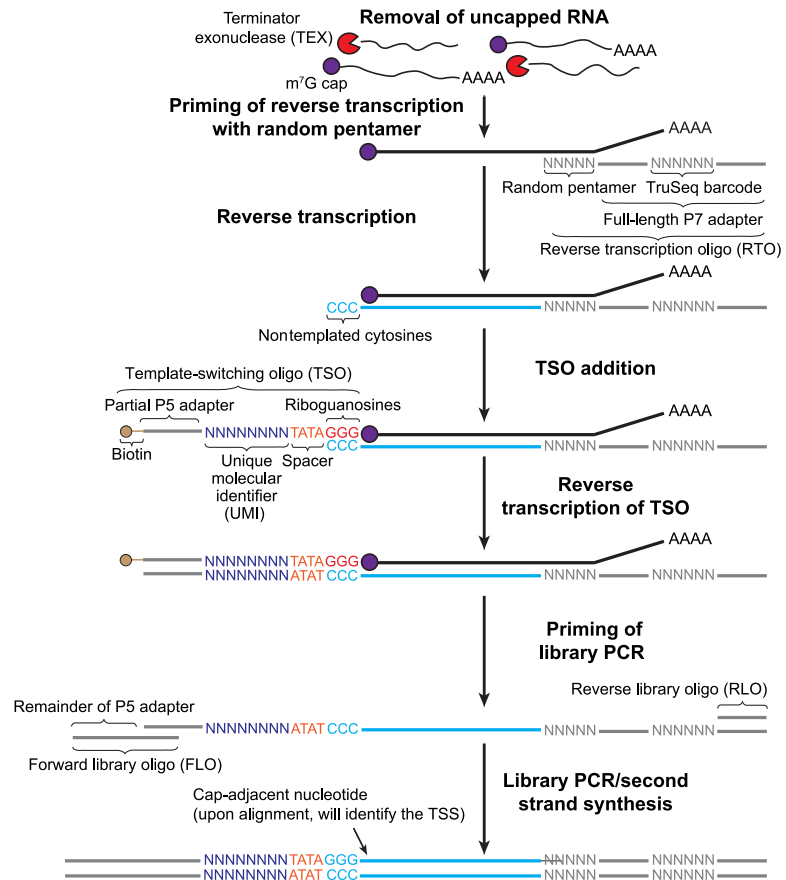 Removal of uncapped RNA
Terminator
exonuclease (TEX)
AAAA
AAAA
m7G cap
Priming of reverse transcription
with random pentamer
AAAA
NNNNN NNNNNN
Random pentamer TruSeq barcode
Full-length P7 adapter
Reverse transcription oligo (RTO)
Reverse transcription
AAAA
CCC NNNNN NNNNNN
Nontemplated cytosines
TSO addition
Template-switching oligo (TSO)
Partial P5 adapter Riboguanosines
AAAA
NNNNNNNN TATA GGG
CCC NNNNN NNNNNN
Biotin
Unique
molecular
identifier
(UMI)
Spacer
Reverse
transcription of TSO
AAAA
NNNNNNNN TATA GGG
NNNNNNNN ATAT CCC NNNNN NNNNNN
Priming of
library PCR
Reverse library oligo (RLO)
Remainder of P5 adapter
NNNNNNNN ATAT CCC NNNNN NNNNNN
Forward library oligo (FLO)
Library PCR/second
strand synthesis
Cap-adjacent nucleotide
(upon alignment, will identify the TSS)
NNNNNNNN TATA GGG NNNNN NNNNNN
NNNNNNNN ATAT CCC NNNNN NNNNNN